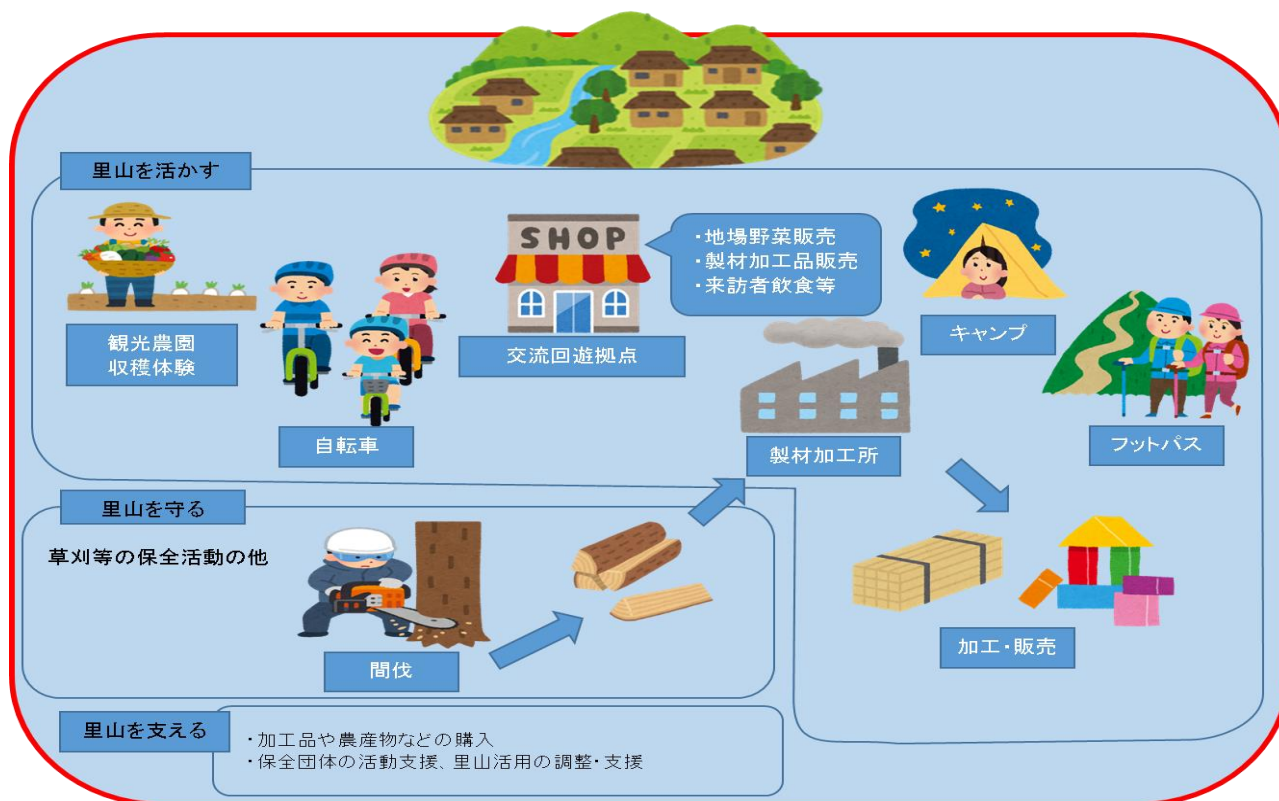 里山を活かす
SHOP
・地場野菜販売
・製材加工品販売
・来訪者飲食等
観光農園
収穫体験
自転車
交流回遊拠点
キャンプ
製材加工所
フットパス
里山を守る
草刈等の保全活動の他
間伐
加工・販売
里山を支える
・加工品や農産物などの購入
・保全団体の活動支援、里山活用の調整・支援